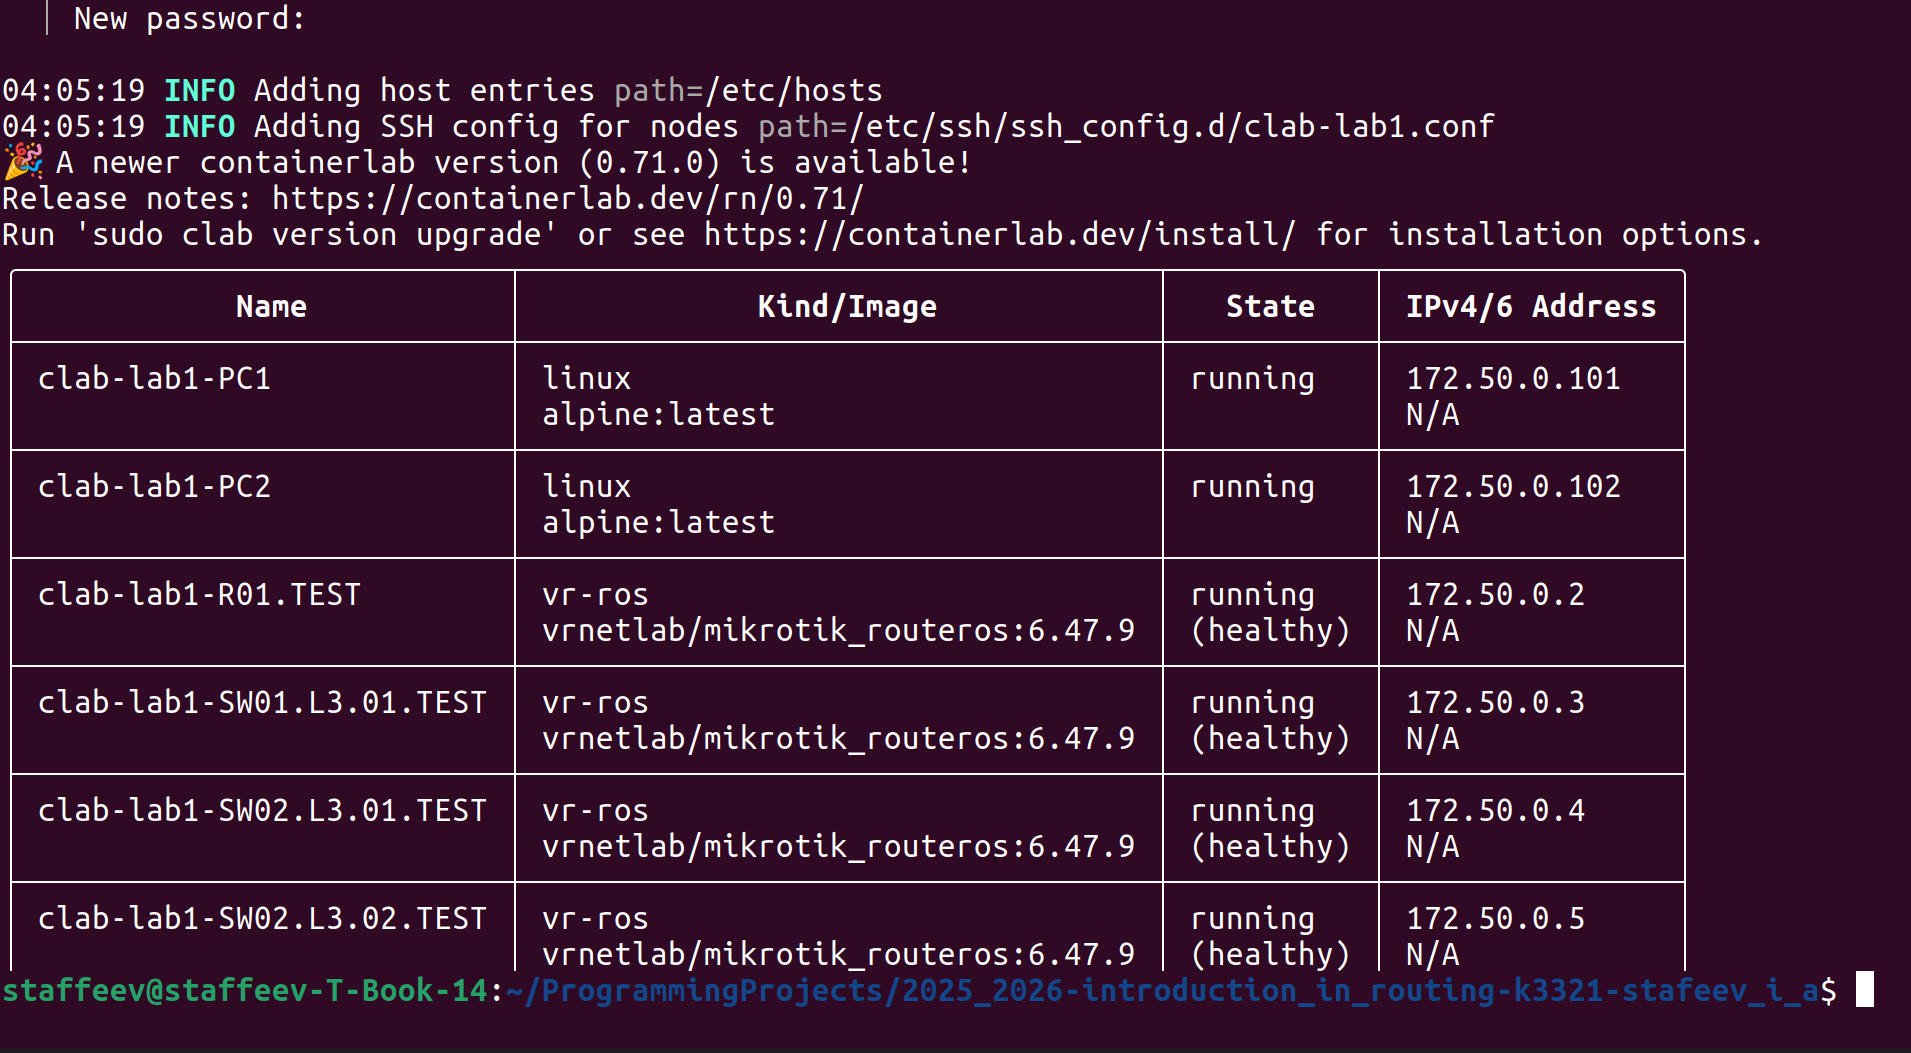 New password:
04:05:19 INFO Adding host entries path=/etc/hosts
04:05:19 INFO Adding SSH config for nodes path=/etc/ssh/ssh_config.d/clab-lab1.conf
🎉 A newer containerlab version (0.71.0) is available!
Release notes: https://containerlab.dev/rn/0.71/
Run 'sudo clab version upgrade' or see https://containerlab.dev/install/ for installation options.
Name Kind/Image State IPv4/6 Address
clab-lab1-PC1 linux running 172.50.0.101
alpine:latest N/A
clab-lab1-PC2 linux running 172.50.0.102
alpine:latest N/A
clab-lab1-R01.TEST vr-ros running 172.50.0.2
vrnetlab/mikrotik_routeros:6.47.9 (healthy) N/A
clab-lab1-SW01.L3.01.TEST vr-ros running 172.50.0.3
vrnetlab/mikrotik_routeros:6.47.9 (healthy) N/A
clab-lab1-SW02.L3.01.TEST vr-ros running 172.50.0.4
vrnetlab/mikrotik_routeros:6.47.9 (healthy) N/A
clab-lab1-SW02.L3.02.TEST vr-ros running 172.50.0.5
vrnetlab/mikrotik_routeros:6.47.9 (healthy) N/A
staffeev@staffeev-T-Book-14:~/ProgrammingProjects/2025_2026-introduction_in_routing-k3321-stafeev_i_a$